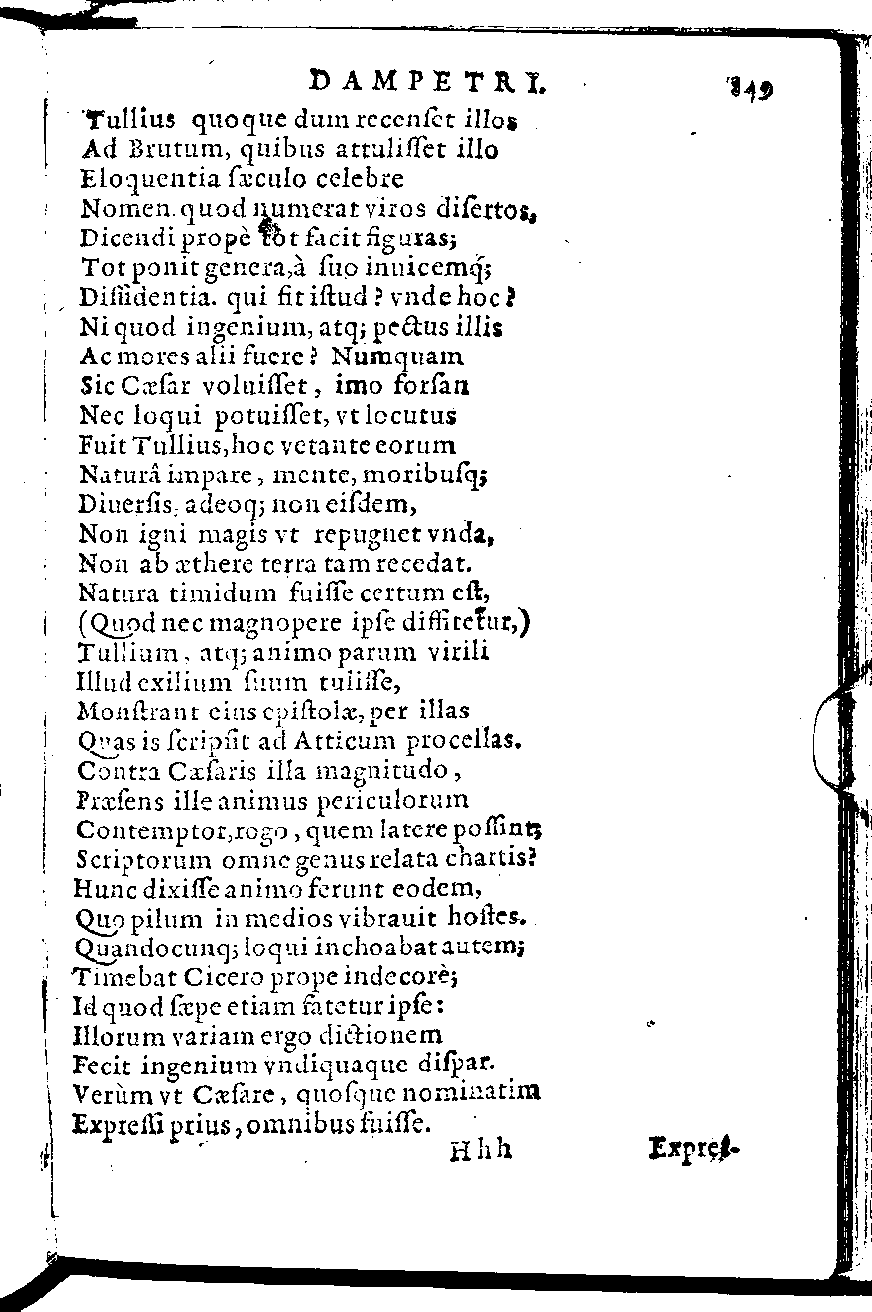 DAMPETRI. 849
Tullius quoque dum recenſet illos
Ad Brutum, quibus attuliſſet illo
Eloquentia ſæculo celebre
Nomen. quod numerat viros diſertos,
Dicendi propè tot facit figuras;
Tot ponit genera, à ſuo inuicemq́;
Diſſidentia. qui fit iſtud? vnde hoc?
Ni quod ingenium, atq; pectus illis
Ac mores alii fuere? Numquam
Sic Cæſar voluiſſet, imo forſan
Nec loqui potuiſſet, vt locutus
Fuit Tullius, hoc vetante eorum
Naturâ impare, mente, moribuſq;
Diuerſis, adeoq; non eiſdem,
Non igni magis vt repugnet vnda,
Non ab æthere terra tam recedat.
Natura timidum fuiſſe certum eſt,
(Quod nec magnopere ipſe diffitetur,)
Tullium, atq; animo parum virili
Illud exilium ſuum tuliſſe,
Monſtrant eius epiſtolæ, per illas
Quas is ſcripſit ad Atticum procellas.
Contra Cæſaris illa magnitudo,
Præſens ille animus periculorum
Contemptor, rogo, quem latere poſſint;
Scriptorum omne genus relata chartis?
Hunc dixiſſe animo ferunt eodem,
Quo pilum in medios vibrauit hoſtes.
Quandocunq; loqui inchoabat autem;
Timebat Cicero prope indecorè;
Id quod ſæpe etiam fatetur ipſe:
Illorum variam ergo dictionem
Fecit ingenium vndiquaque diſpar.
Verùm vt Cæſare, quoſque nominatim
Expreſſi prius, omnibus fuiſſe.
Hhh Expreſ-